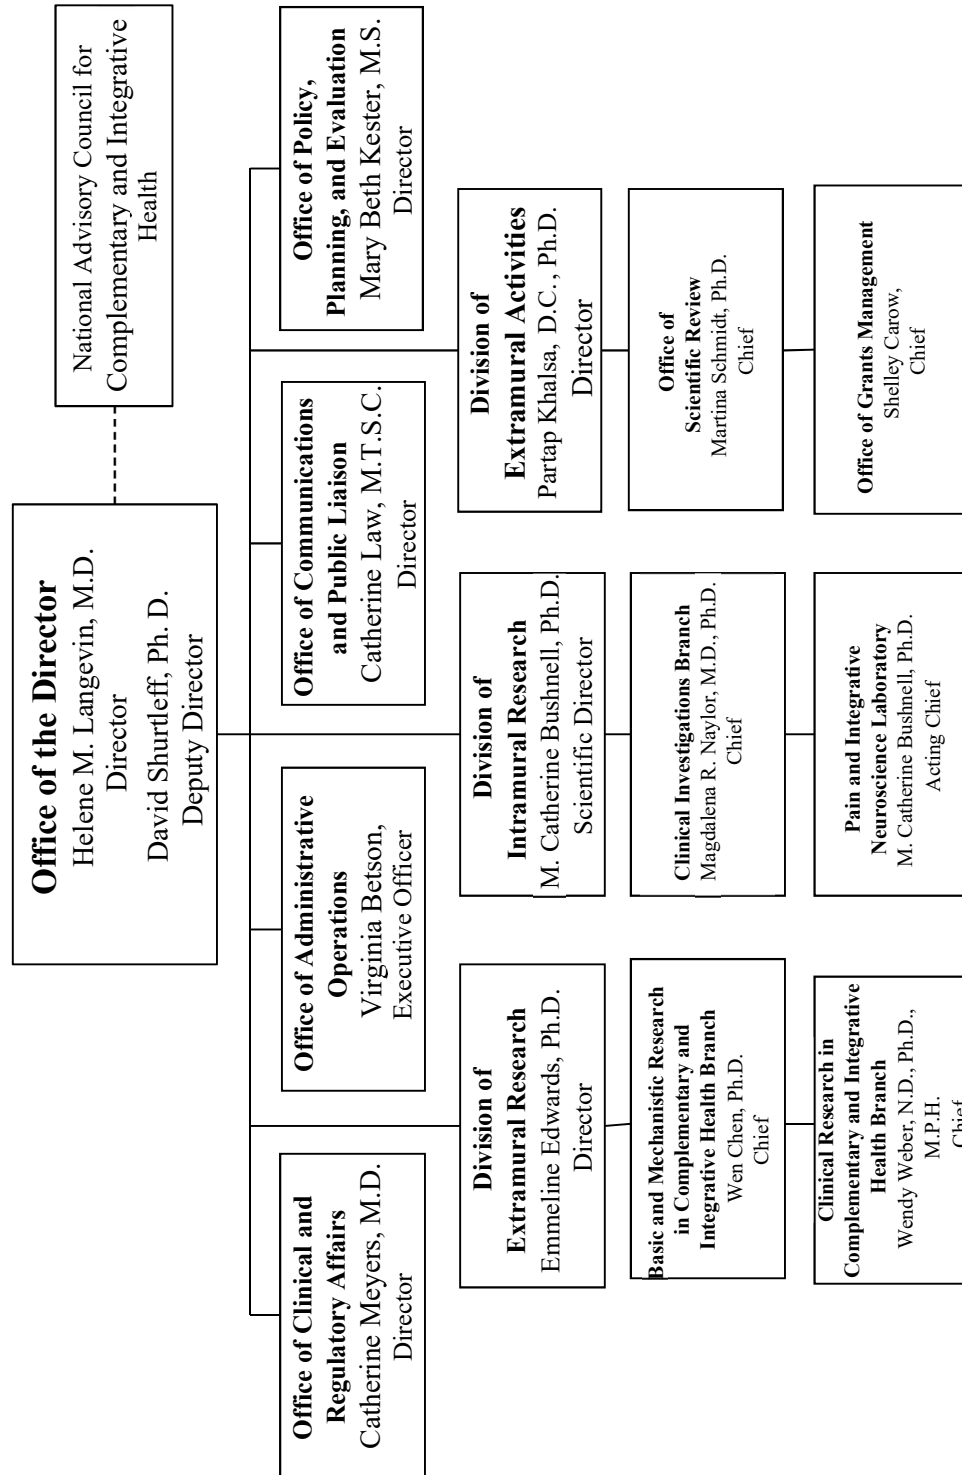 Office of the Director
Helene M. Langevin, M.D.
Director
David Shurtleff, Ph. D.
Deputy Director
National Advisory Council for
Complementary and Integrative
Health
Office of Clinical and
Regulatory Affairs
Catherine Meyers, M.D.
Director
Office of Administrative
Operations
Virginia Betson,
Executive Officer
Office of Communications
and Public Liaison
Catherine Law, M.T.S.C.
Director
Office of Policy,
Planning, and Evaluation
Mary Beth Kester, M.S.
Director
Division of
Extramural Research
Emmeline Edwards, Ph.D.
Director
Division of
Intramural Research
M. Catherine Bushnell, Ph.D.
Scientific Director
Division of
Extramural Activities
Partap Khalsa, D.C., Ph.D.
Director
Basic and Mechanistic Research
in Complementary and
Integrative Health Branch
Wen Chen, Ph.D.
Chief
Clinical Investigations Branch
Magdalena R. Naylor, M.D., Ph.D.
Chief
Office of
Scientific Review
Martina Schmidt, Ph.D.
Chief
Clinical Research in
Complementary and Integrative
Health Branch
Wendy Weber, N.D., Ph.D.,
M.P.H.
Chief
Pain and Integrative
Neuroscience Laboratory
M. Catherine Bushnell, Ph.D.
Acting Chief
Office of Grants Management
Shelley Carow,
Chief